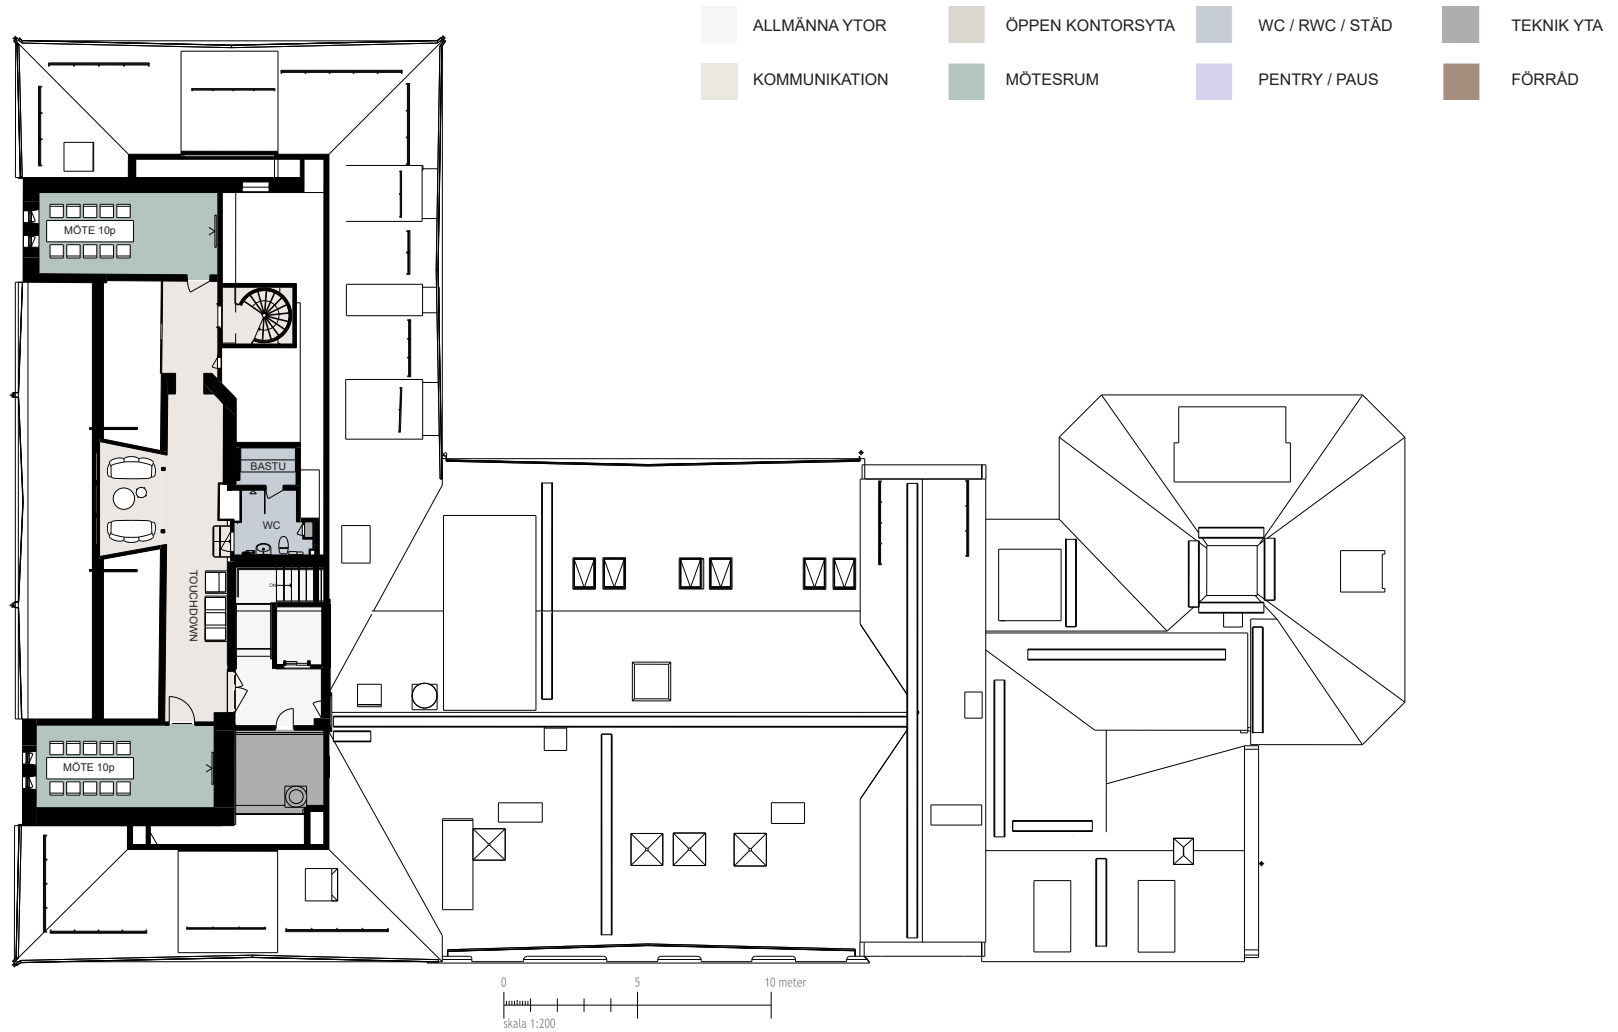 ALLMÄNNA YTOR
ÖPPEN KONTORSYTA
WC / RWC / STÄD
TEKNIK YTA
KOMMUNIKATION
MÖTESRUM
PENTRY / PAUS
FÖRRÅD
MÖTE 10p
BASTU
WC
TOUCHDOWN
MÖTE 10p
0
5
10 meter
skala 1:200